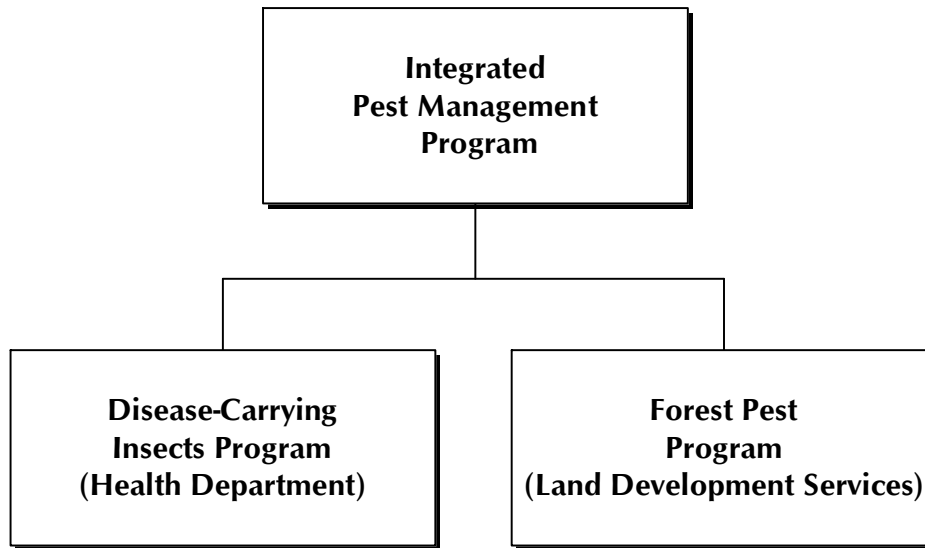 Integrated
Pest Management
Program
Disease-Carrying
Insects Program
(Health Department)
Forest Pest
Program
(Land Development Services)